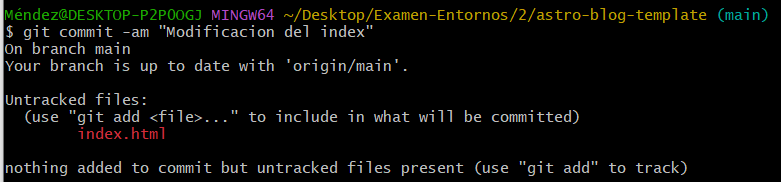 Méndez@DESKTOP-P2POOGJ MINGW64 ~/Desktop/Examen-Entornos/2/astro-blog-template (main)
$ git commit -am "Modificacion del index"
On branch main
Your branch is up to date with 'origin/main'.

Untracked files:
  (use "git add <file>..." to include in what will be committed)
        index.html

nothing added to commit but untracked files present (use "git add" to track)